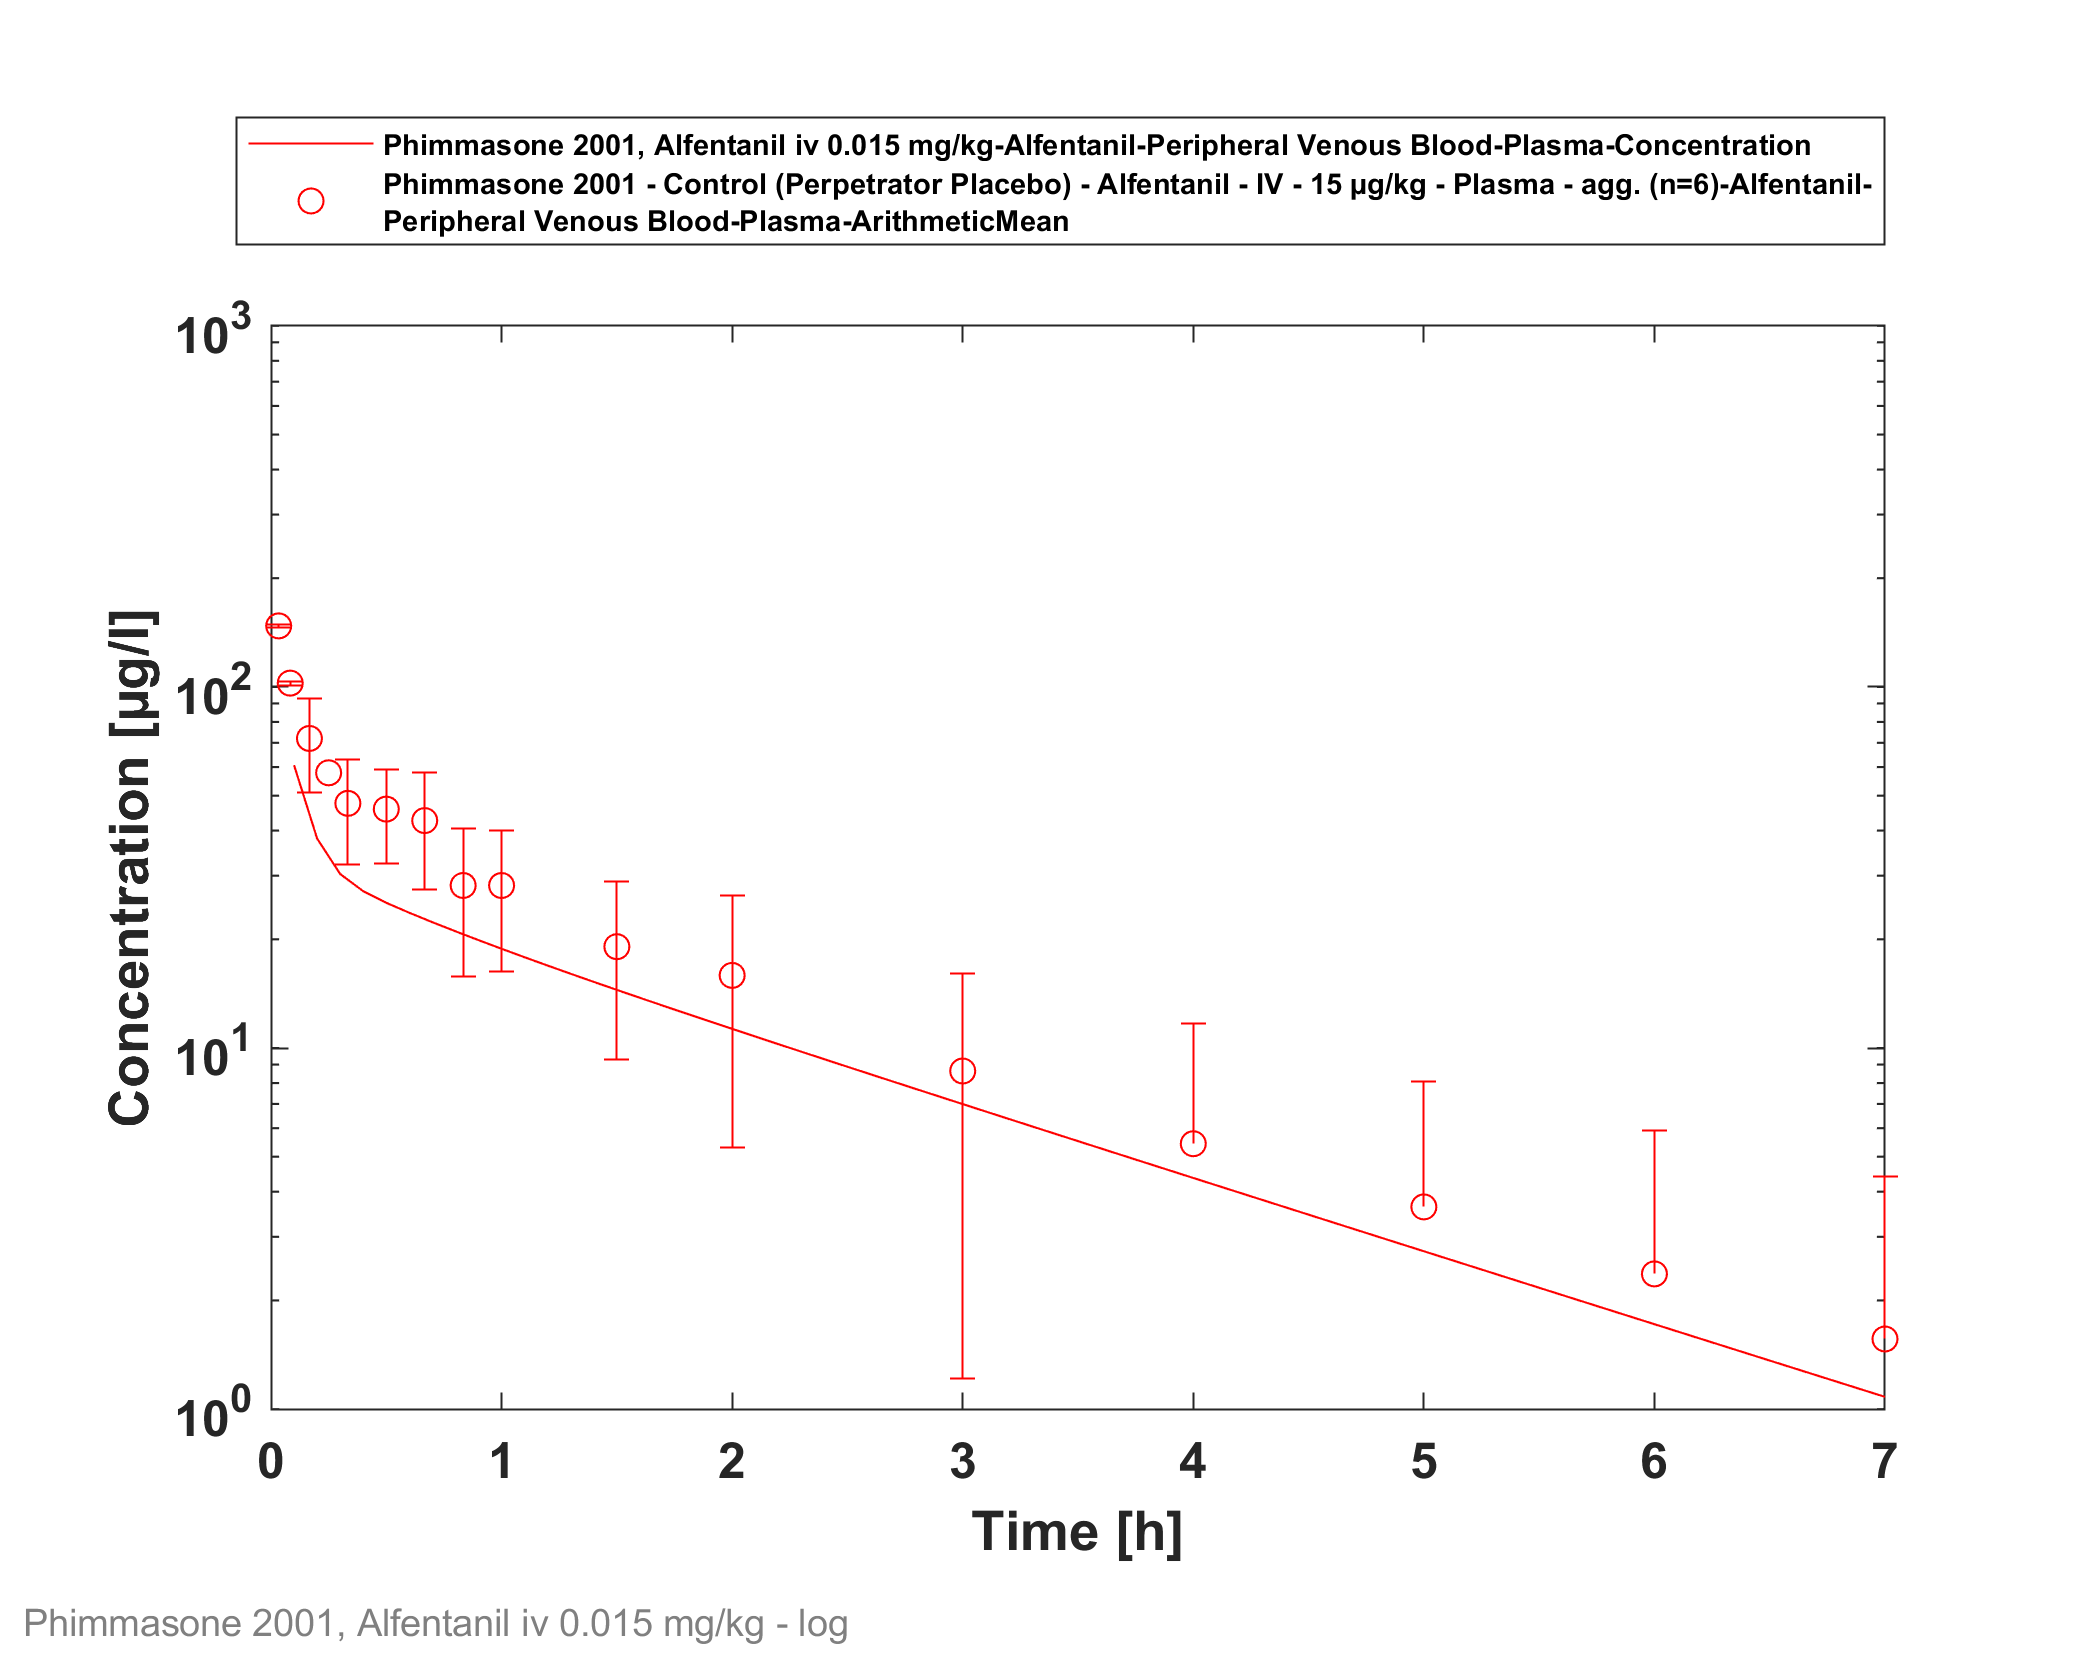 Phimmasone 2001, Alfentanil iv 0.015 mg/kg-Alfentanil-Peripheral Venous Blood-Plasma-Concentration
Phimmasone 2001 - Control (Perpetrator Placebo) - Alfentanil - IV - 15 µg/kg - Plasma - agg. (n=6)-Alfentanil-
Peripheral Venous Blood-Plasma-ArithmeticMean
10³
10²
10¹
10⁰
Concentration [µg/l]
0 1 2 3 4 5 6 7
Time [h]
Phimmasone 2001, Alfentanil iv 0.015 mg/kg - log